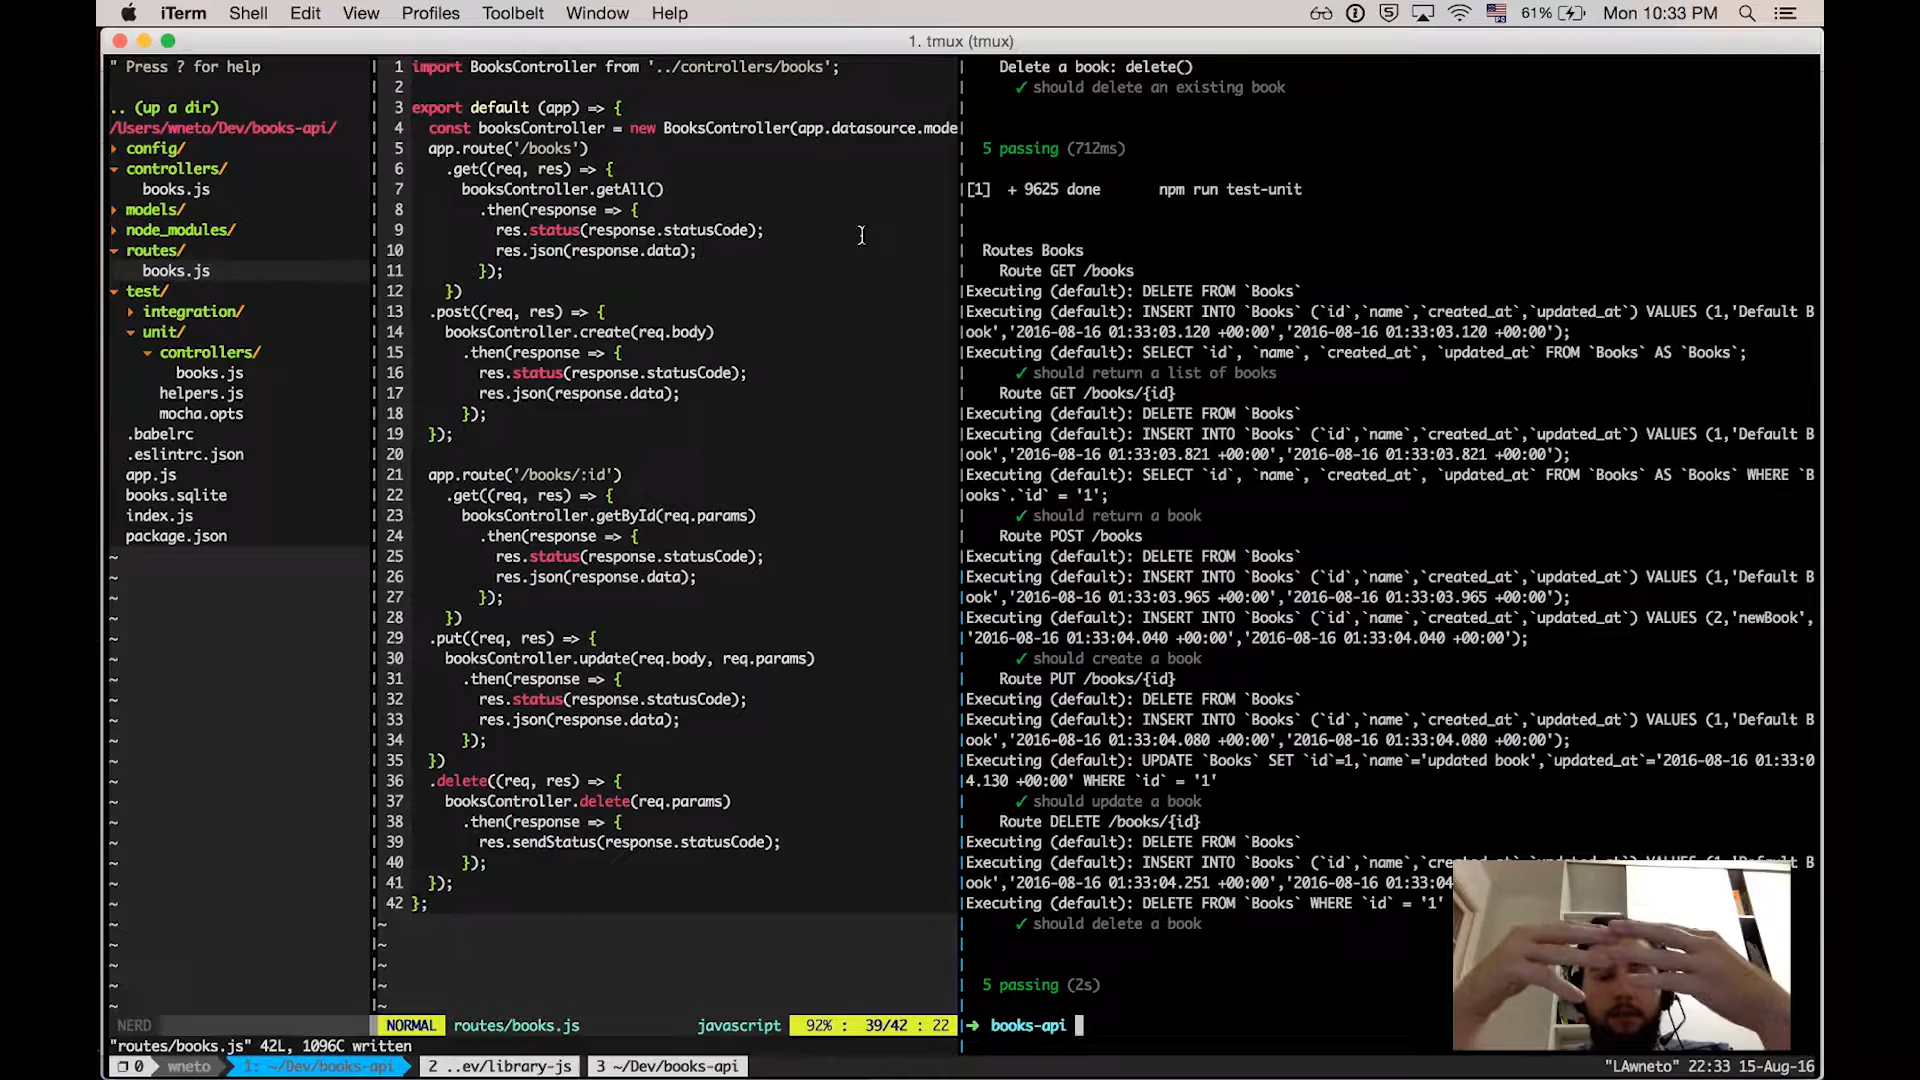 iTerm Shell Edit View Profiles Toolbelt Window Help 61% Mon 10:33 PM
1. tmux (tmux)
" Press ? for help
.. (up a dir)
/Users/wneto/Dev/books-api/
▸ config/
▾ controllers/
books.js
▸ models/
▸ node_modules/
▾ routes/
books.js
▾ test/
▸ integration/
▾ unit/
▾ controllers/
books.js
helpers.js
mocha.opts
.babelrc
.eslintrc.json
app.js
books.sqlite
index.js
package.json
NERD
1 import BooksController from '../controllers/books';
2
3 export default (app) => {
4 const booksController = new BooksController(app.datasource.mode
5 app.route('/books')
6 .get((req, res) => {
7 booksController.getAll()
8 .then(response => {
9 res.status(response.statusCode);
10 res.json(response.data);
11 });
12 })
13 .post((req, res) => {
14 booksController.create(req.body)
15 .then(response => {
16 res.status(response.statusCode);
17 res.json(response.data);
18 });
19 });
20
21 app.route('/books/:id')
22 .get((req, res) => {
23 booksController.getById(req.params)
24 .then(response => {
25 res.status(response.statusCode);
26 res.json(response.data);
27 });
28 })
29 .put((req, res) => {
30 booksController.update(req.body, req.params)
31 .then(response => {
32 res.status(response.statusCode);
33 res.json(response.data);
34 });
35 })
36 .delete((req, res) => {
37 booksController.delete(req.params)
38 .then(response => {
39 res.sendStatus(response.statusCode);
40 });
41 });
42 };
NORMAL routes/books.js javascript 92% : 39/42 : 22
"routes/books.js" 42L, 1096C written
Delete a book: delete()
✓ should delete an existing book
5 passing (712ms)
[1] + 9625 done npm run test-unit
Routes Books
Route GET /books
Executing (default): DELETE FROM `Books`
Executing (default): INSERT INTO `Books` (`id`,`name`,`created_at`,`updated_at`) VALUES (1,'Default B
ook','2016-08-16 01:33:03.120 +00:00','2016-08-16 01:33:03.120 +00:00');
Executing (default): SELECT `id`, `name`, `created_at`, `updated_at` FROM `Books` AS `Books`;
✓ should return a list of books
Route GET /books/{id}
Executing (default): DELETE FROM `Books`
Executing (default): INSERT INTO `Books` (`id`,`name`,`created_at`,`updated_at`) VALUES (1,'Default B
ook','2016-08-16 01:33:03.821 +00:00','2016-08-16 01:33:03.821 +00:00');
Executing (default): SELECT `id`, `name`, `created_at`, `updated_at` FROM `Books` AS `Books` WHERE `B
ooks`.`id` = '1';
✓ should return a book
Route POST /books
Executing (default): DELETE FROM `Books`
Executing (default): INSERT INTO `Books` (`id`,`name`,`created_at`,`updated_at`) VALUES (1,'Default B
ook','2016-08-16 01:33:03.965 +00:00','2016-08-16 01:33:03.965 +00:00');
Executing (default): INSERT INTO `Books` (`id`,`name`,`created_at`,`updated_at`) VALUES (2,'newBook',
'2016-08-16 01:33:04.040 +00:00','2016-08-16 01:33:04.040 +00:00');
✓ should create a book
Route PUT /books/{id}
Executing (default): DELETE FROM `Books`
Executing (default): INSERT INTO `Books` (`id`,`name`,`created_at`,`updated_at`) VALUES (1,'Default B
ook','2016-08-16 01:33:04.080 +00:00','2016-08-16 01:33:04.080 +00:00');
Executing (default): UPDATE `Books` SET `id`=1,`name`='updated book',`updated_at`='2016-08-16 01:33:0
4.130 +00:00' WHERE `id` = '1'
✓ should update a book
Route DELETE /books/{id}
Executing (default): DELETE FROM `Books`
Executing (default): INSERT INTO `Books` (`id`,`name`,`created_at`,`updated_at`) VALUES (1,'Default B
ook','2016-08-16 01:33:04.251 +00:00','2016-08-16 01:33:04
Executing (default): DELETE FROM `Books` WHERE `id` = '1'
✓ should delete a book
5 passing (2s)
➜ books-api
0 wneto 1: ~/Dev/books-api 2 ..ev/library-js 3 ~/Dev/books-api "LAwneto" 22:33 15-Aug-16